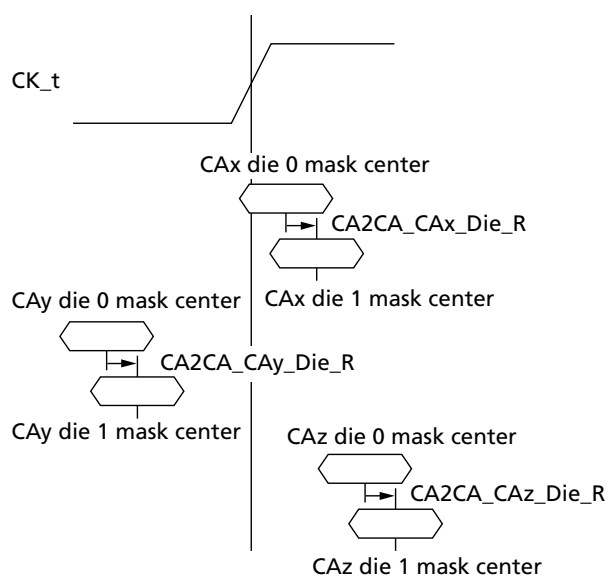 CK_t
CAx die 0 mask center
CA2CA_CAx_Die_R
CAx die 1 mask center
CAy die 0 mask center
CA2CA_CAy_Die_R
CAy die 1 mask center
CAz die 0 mask center
CA2CA_CAz_Die_R
CAz die 1 mask center